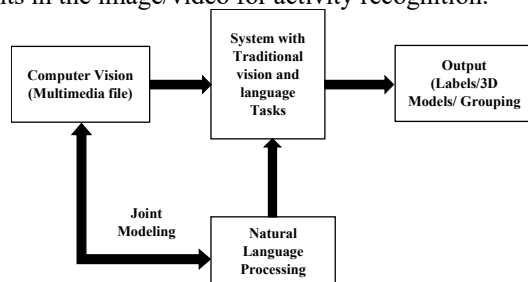 ts in the image/video for activity recognition.
System with
Traditional
vision and
language
Tasks
Computer Vision
(Multimedia file)
Output
(Labels/3D
Models/ Grouping
Joint
Modeling
Natural
Language
Processing